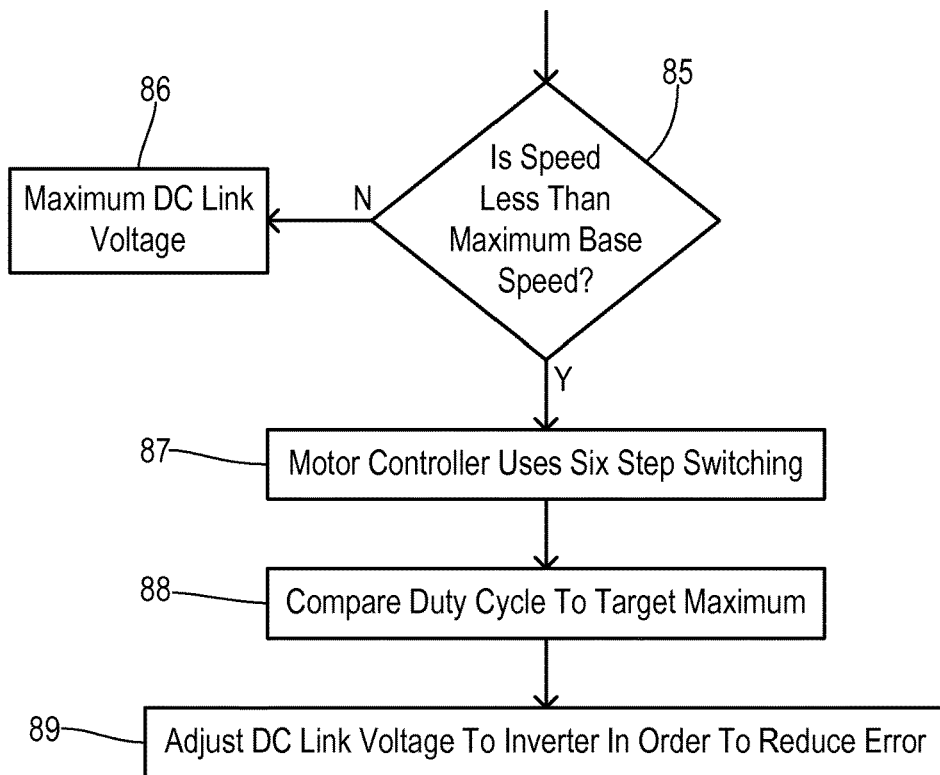 86
85
Is Speed
Less Than
Maximum Base
Speed?
N
Maximum DC Link
Voltage
Y
87
Motor Controller Uses Six Step Switching
88
Compare Duty Cycle To Target Maximum
89
Adjust DC Link Voltage To Inverter In Order To Reduce Error